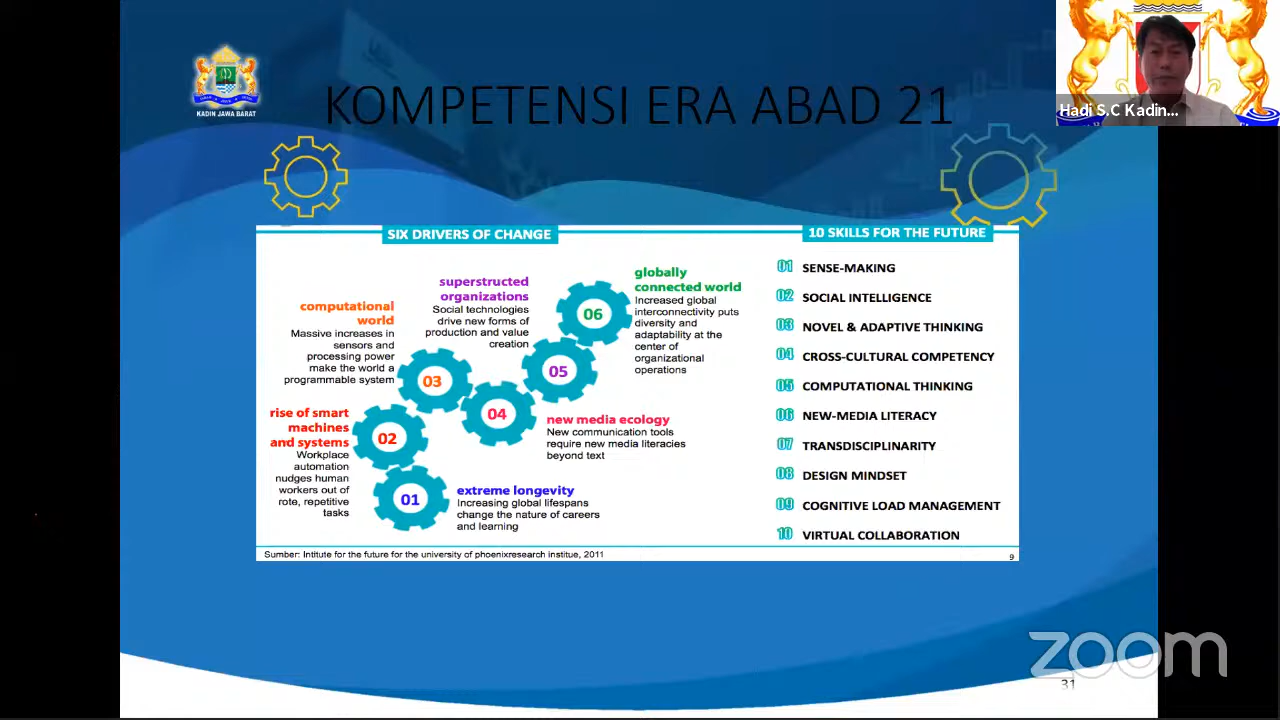 KADIN JAWA BARAT
KOMPETENSI ERA ABAD 21
Hadi S.C Kadin...
SIX DRIVERS OF CHANGE
computational
world
Massive increases in
sensors and
processing power
make the world a
programmable system
superstructed
organizations
Social technologies
drive new forms of
production and value
creation
globally
connected world
Increased global
interconnectivity puts
diversity and
adaptability at the
center of
organizational
operations
rise of smart
machines
and systems
Workplace
automation
nudges human
workers out of
rote, repetitive
tasks
new media ecology
New communication tools
require new media literacies
beyond text
extreme longevity
Increasing global lifespans
change the nature of careers
and learning
06
05
03
04
02
01
10 SKILLS FOR THE FUTURE
01 SENSE-MAKING
02 SOCIAL INTELLIGENCE
03 NOVEL & ADAPTIVE THINKING
04 CROSS-CULTURAL COMPETENCY
05 COMPUTATIONAL THINKING
06 NEW-MEDIA LITERACY
07 TRANSDISCIPLINARITY
08 DESIGN MINDSET
09 COGNITIVE LOAD MANAGEMENT
10 VIRTUAL COLLABORATION
Sumber: Intitute for the future for the university of phoenixresearch institue, 2011
9
zoom
31